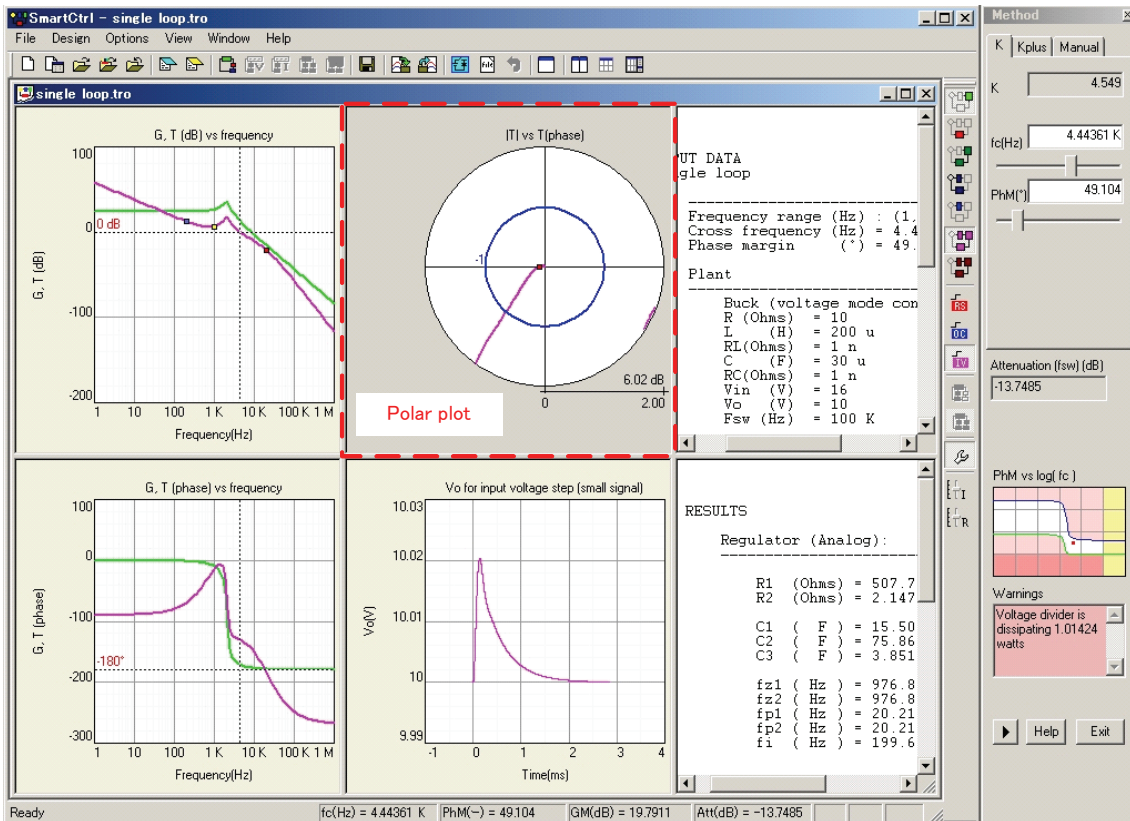 SmartCtrl - single loop.tro
File Design Options View Window Help
single loop.tro
G, T (dB) vs frequency
100
0
-100
-200
0 dB
G, T (dB)
1 10 100 1 K 10 K 100 K 1 M
Frequency(Hz)
|T| vs T(phase)
-1
6.02 dB
0 2.00
Polar plot
UT DATA
gle loop
Frequency range (Hz) : (1,
Cross frequency (Hz) = 4.4
Phase margin (°) = 49.
Plant
Buck (voltage mode con
R (Ohms) = 10
L (H) = 200 u
RL(Ohms) = 1 n
C (F) = 30 u
RC(Ohms) = 1 n
Vin (V) = 16
Vo (V) = 10
Fsw (Hz) = 100 K
G, T (phase) vs frequency
100
0
-100
-180°
-200
-300
G, T (phase)
1 10 100 1 K 10 K 100 K 1 M
Frequency(Hz)
Vo for input voltage step (small signal)
10.03
10.02
10.01
10
9.99
Vo(V)
-1 0 1 2 3 4
Time(ms)
RESULTS
Regulator (Analog):
R1 (Ohms) = 507.7
R2 (Ohms) = 2.147
C1 ( F ) = 15.50
C2 ( F ) = 75.86
C3 ( F ) = 3.851
fz1 ( Hz ) = 976.8
fz2 ( Hz ) = 976.8
fp1 ( Hz ) = 20.21
fp2 ( Hz ) = 20.21
fi ( Hz ) = 199.6
RS
OC
IV
I
R
Method
K Kplus Manual
K 4.549
fc(Hz) 4.44361 K
PhM(°) 49.104
Attenuation (fsw) (dB)
-13.7485
PhM vs log( fc )
Warnings
Voltage divider is
dissipating 1.01424
watts
Help Exit
Ready fc(Hz) = 4.44361 K PhM(~) = 49.104 GM(dB) = 19.7911 Att(dB) = -13.7485